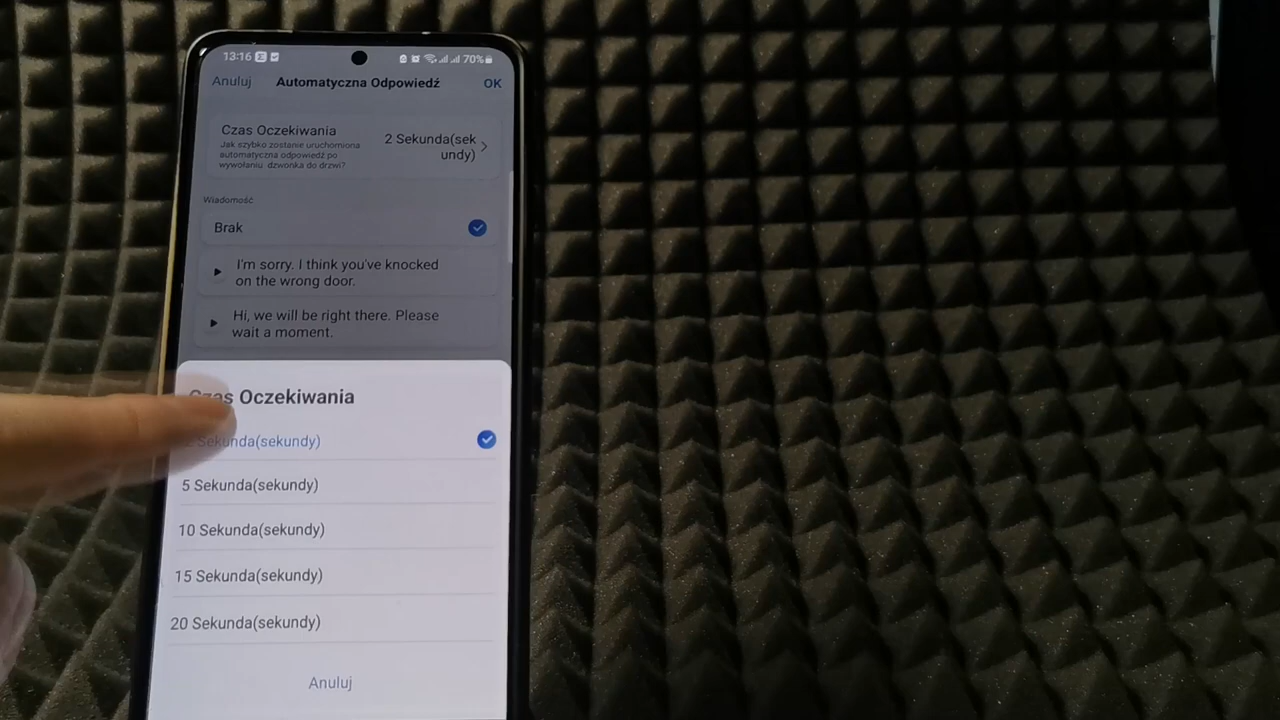 13:16 70%
Anuluj Automatyczna Odpowiedź OK
Czas Oczekiwania
Jak szybko zostanie uruchomiona
automatyczna odpowiedź po
wywołaniu dzwonka do drzwi?
2 Sekunda(sek
undy)
Wiadomość
Brak
I'm sorry. I think you've knocked
on the wrong door.
Hi, we will be right there. Please
wait a moment.
Czas Oczekiwania
2 Sekunda(sekundy)
5 Sekunda(sekundy)
10 Sekunda(sekundy)
15 Sekunda(sekundy)
20 Sekunda(sekundy)
Anuluj